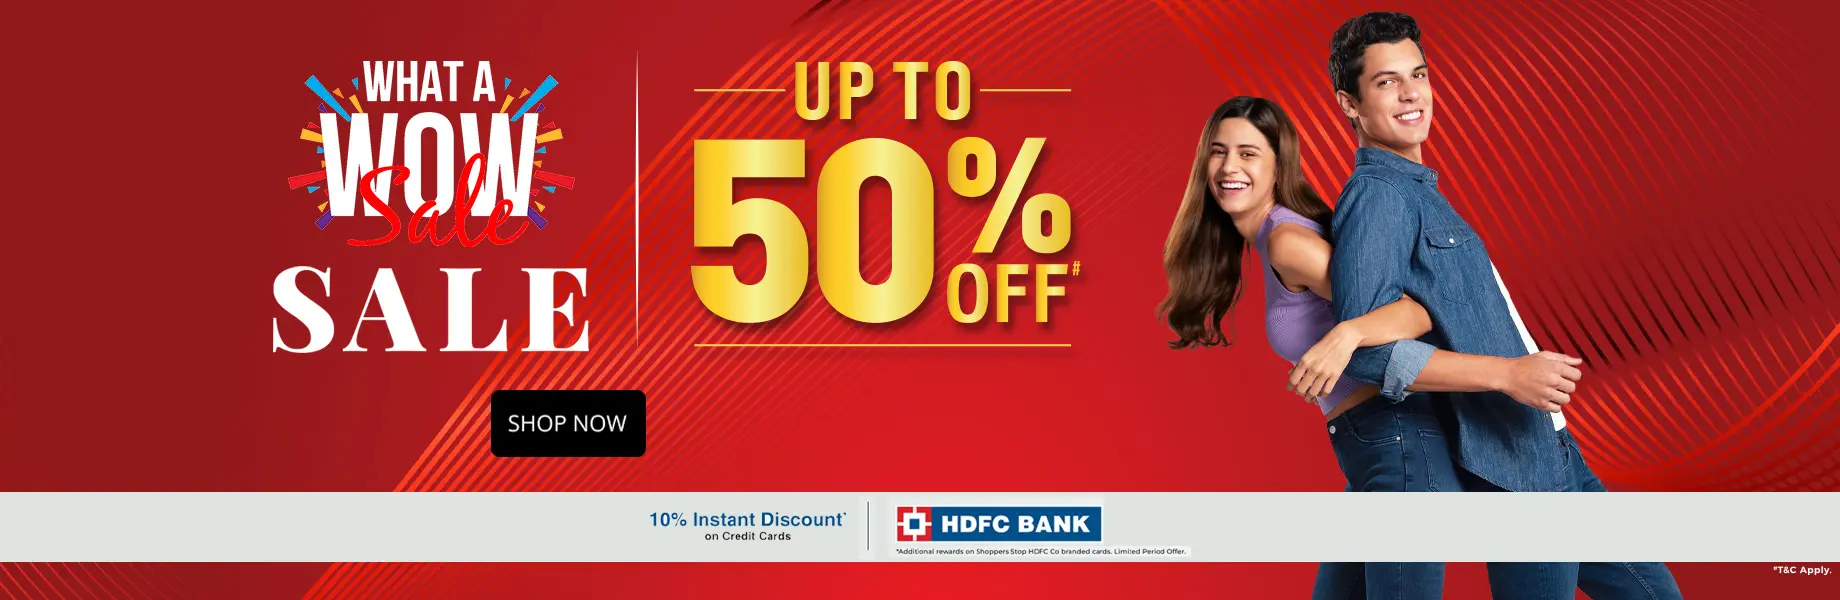 WHAT A
WOW
Sale
SALE
UP TO
50%
OFF#
SHOP NOW
10% Instant Discount*
on Credit Cards
HDFC BANK
*Additional rewards on Shoppers Stop HDFC Co branded cards. Limited Period Offer.
#T&C Apply.